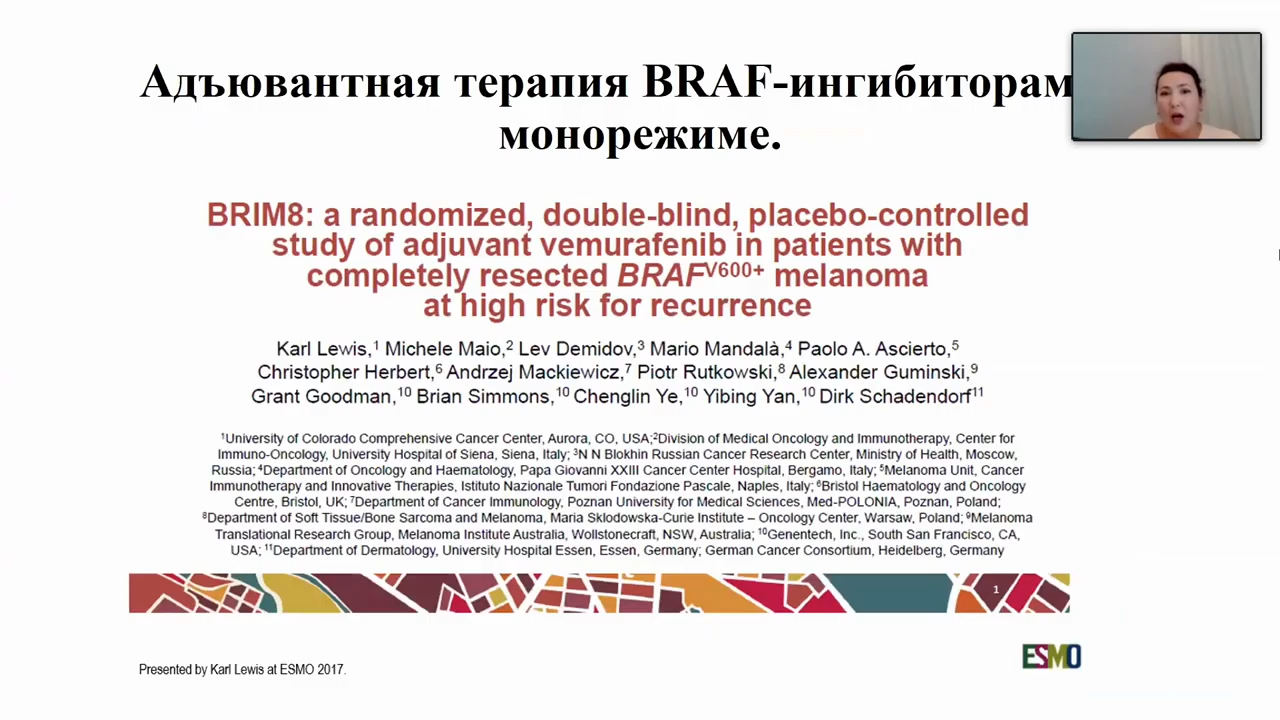 Адъювантная терапия BRAF-ингибиторам
монорежиме.
BRIM8: a randomized, double-blind, placebo-controlled
study of adjuvant vemurafenib in patients with
completely resected BRAFV600+ melanoma
at high risk for recurrence
Karl Lewis,1 Michele Maio,2 Lev Demidov,3 Mario Mandalà,4 Paolo A. Ascierto,5
Christopher Herbert,6 Andrzej Mackiewicz,7 Piotr Rutkowski,8 Alexander Guminski,9
Grant Goodman,10 Brian Simmons,10 Chenglin Ye,10 Yibing Yan,10 Dirk Schadendorf11
1University of Colorado Comprehensive Cancer Center, Aurora, CO, USA;2Division of Medical Oncology and Immunotherapy, Center for
Immuno-Oncology, University Hospital of Siena, Siena, Italy; 3N N Blokhin Russian Cancer Research Center, Ministry of Health, Moscow,
Russia; 4Department of Oncology and Haematology, Papa Giovanni XXIII Cancer Center Hospital, Bergamo, Italy; 5Melanoma Unit, Cancer
Immunotherapy and Innovative Therapies, Istituto Nazionale Tumori Fondazione Pascale, Naples, Italy; 6Bristol Haematology and Oncology
Centre, Bristol, UK; 7Department of Cancer Immunology, Poznan University for Medical Sciences, Med-POLONIA, Poznan, Poland;
8Department of Soft Tissue/Bone Sarcoma and Melanoma, Maria Sklodowska-Curie Institute – Oncology Center, Warsaw, Poland; 9Melanoma
Translational Research Group, Melanoma Institute Australia, Wollstonecraft, NSW, Australia; 10Genentech, Inc., South San Francisco, CA,
USA; 11Department of Dermatology, University Hospital Essen, Essen, Germany; German Cancer Consortium, Heidelberg, Germany
1
Presented by Karl Lewis at ESMO 2017.
ESMO